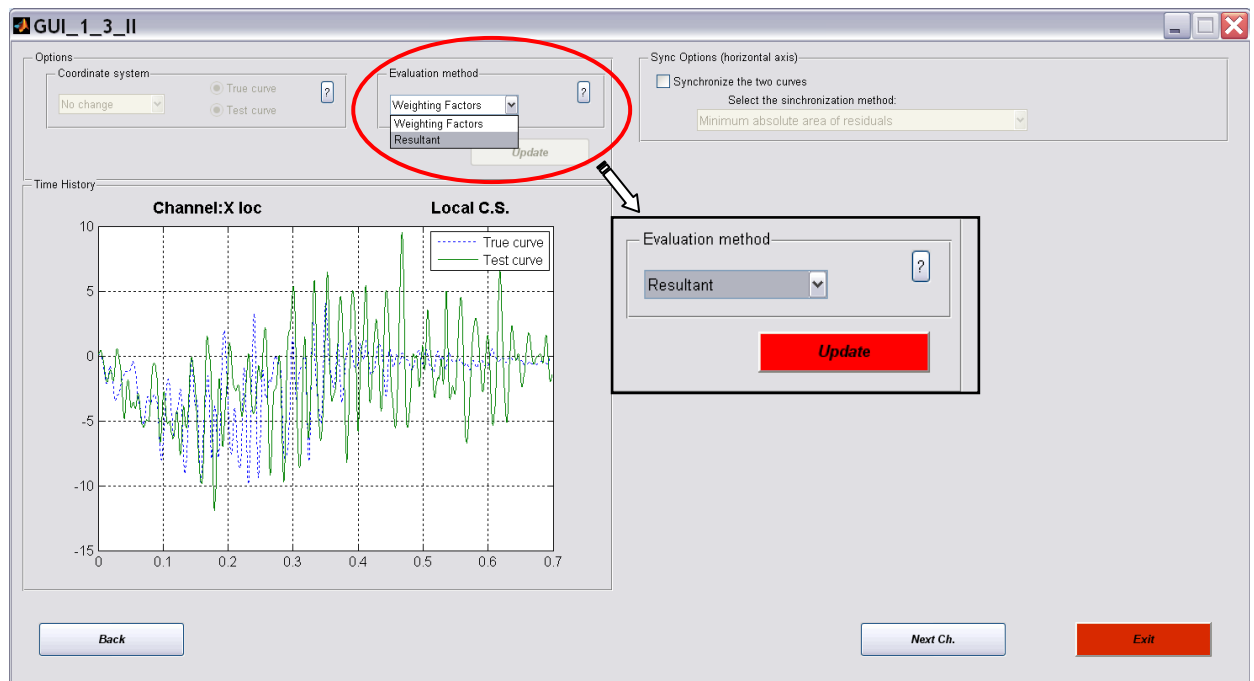 GUI_1_3_II
Options
Coordinate system
No change
True curve
Test curve
?
Evaluation method
Weighting Factors
?
Weighting Factors
Resultant
Update
Sync Options (horizontal axis)
Synchronize the two curves
Select the sinchronization method:
Minimum absolute area of residuals
Time History
Channel:X loc
Local C.S.
True curve
Test curve
10
5
0
-5
-10
-15
0 0.1 0.2 0.3 0.4 0.5 0.6 0.7
Evaluation method
Resultant
?
Update
Back
Next Ch.
Exit